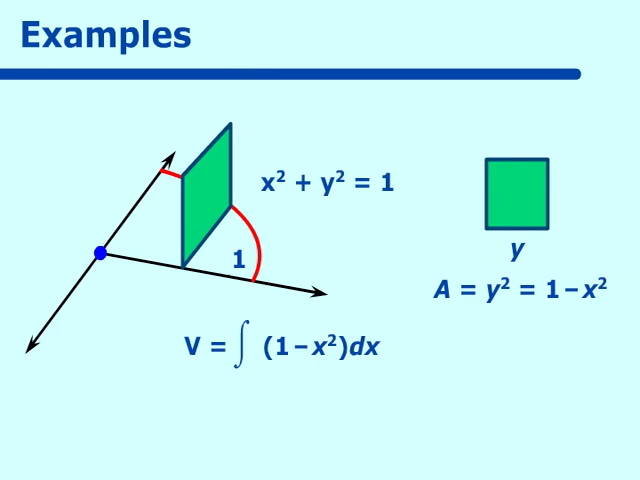 Examples
x² + y² = 1
y
1
A = y² = 1 – x²
V = ∫ (1 – x²)dx